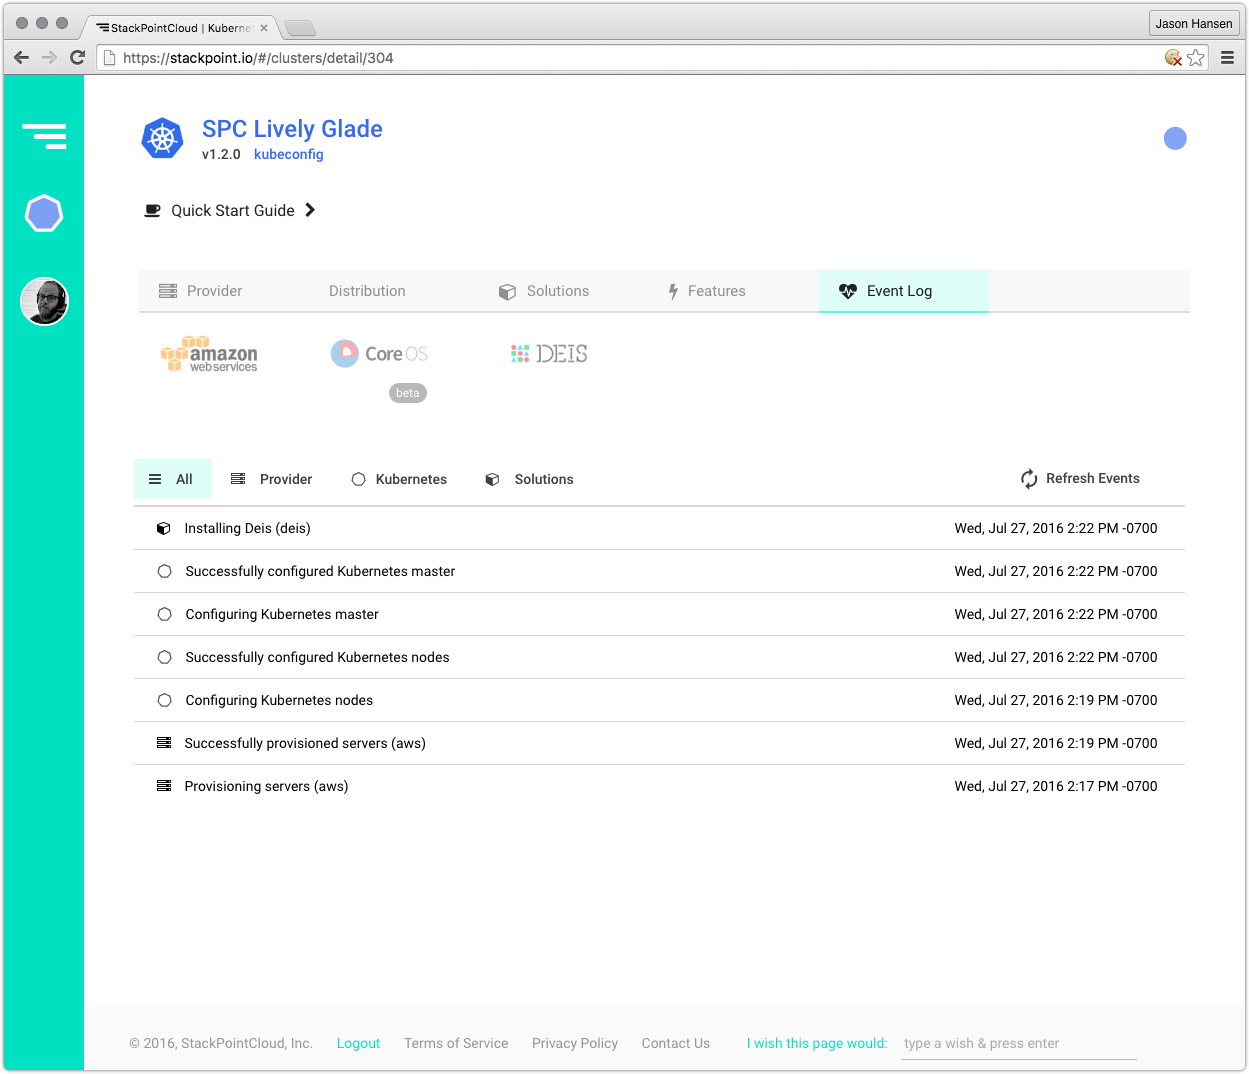 StackPointCloud | Kuberne
Jason Hansen
https://stackpoint.io/#/clusters/detail/304
SPC Lively Glade
v1.2.0 kubeconfig
Quick Start Guide
Provider Distribution Solutions Features Event Log
amazon
web services
CoreOS
DEIS
beta
All Provider Kubernetes Solutions Refresh Events
Installing Deis (deis) Wed, Jul 27, 2016 2:22 PM -0700
Successfully configured Kubernetes master Wed, Jul 27, 2016 2:22 PM -0700
Configuring Kubernetes master Wed, Jul 27, 2016 2:22 PM -0700
Successfully configured Kubernetes nodes Wed, Jul 27, 2016 2:22 PM -0700
Configuring Kubernetes nodes Wed, Jul 27, 2016 2:19 PM -0700
Successfully provisioned servers (aws) Wed, Jul 27, 2016 2:19 PM -0700
Provisioning servers (aws) Wed, Jul 27, 2016 2:17 PM -0700
© 2016, StackPointCloud, Inc. Logout Terms of Service Privacy Policy Contact Us I wish this page would: type a wish & press enter